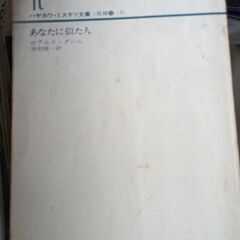 ハヤカワ・ミステリ文庫
あなたに似た人
ロアルド・ダール
田村隆一訳